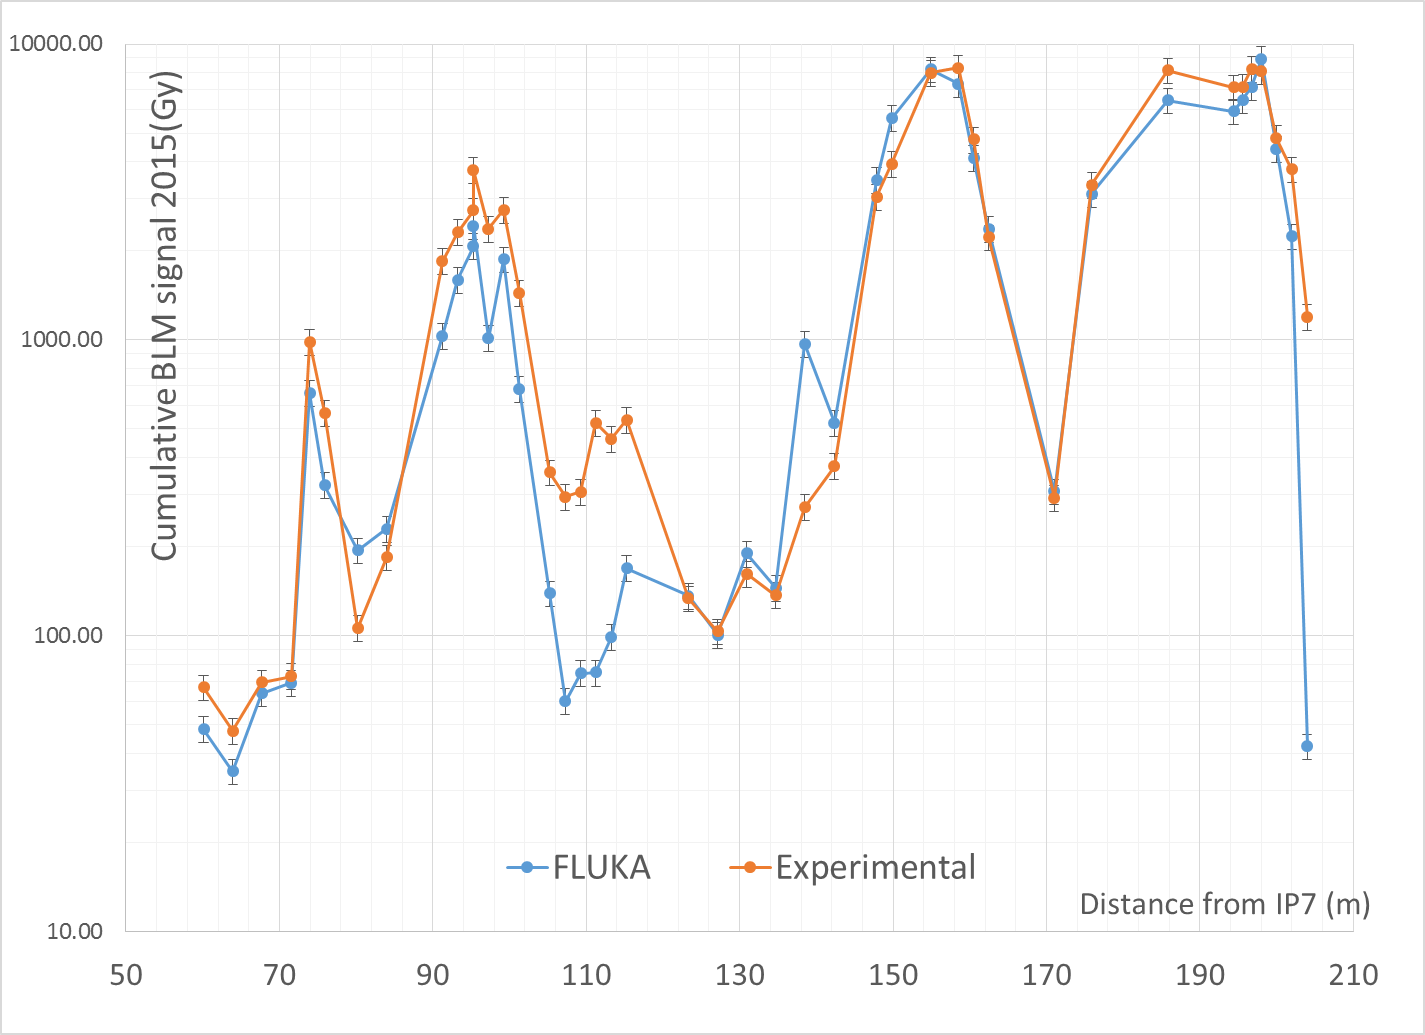 10000.00
1000.00
100.00
10.00
Cumulative BLM signal 2015(Gy)
FLUKA
Experimental
Distance from IP7 (m)
50 70 90 110 130 150 170 190 210